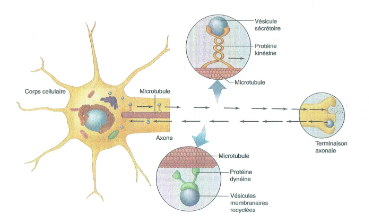 Vésicule
sécrétoire
Protéine
kinésine
Microtubule
Corps cellulaire
Microtubule
Axone
Terminaison
axonale
Microtubule
Protéine
dynéine
Vésicules
membranaires
recyclées